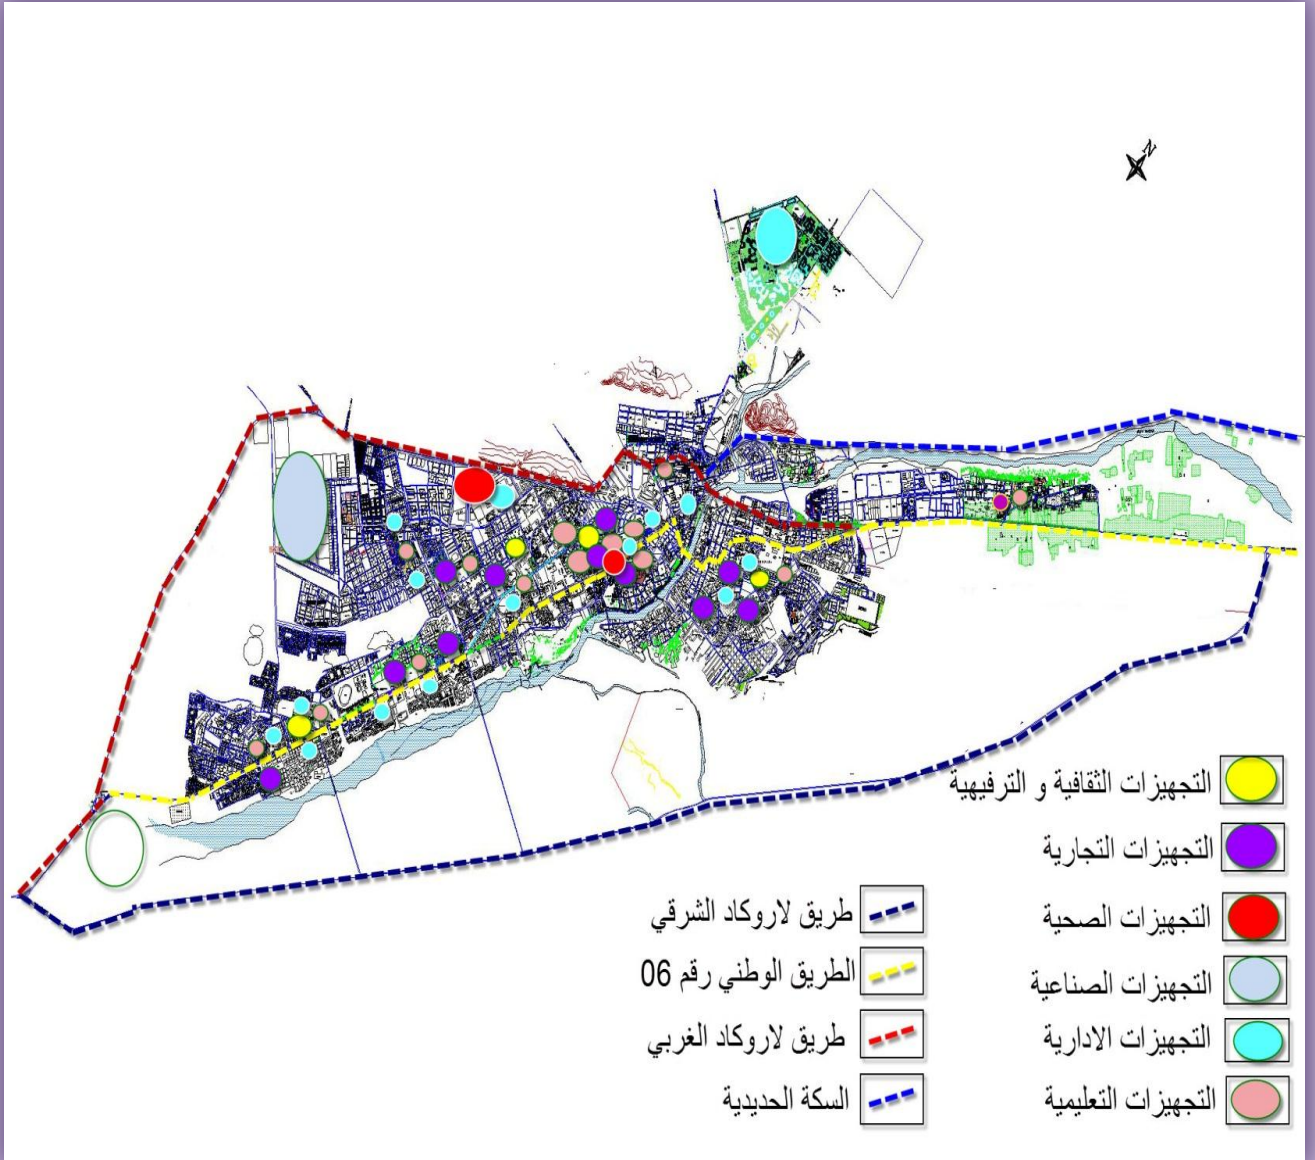 N
التجهيزات الثقافية و الترفيهية
التجهيزات التجارية
التجهيزات الصحية
التجهيزات الصناعية
التجهيزات الادارية
التجهيزات التعليمية
طريق لاروكاد الشرقي
الطريق الوطني رقم 06
طريق لاروكاد الغربي
السكة الحديدية